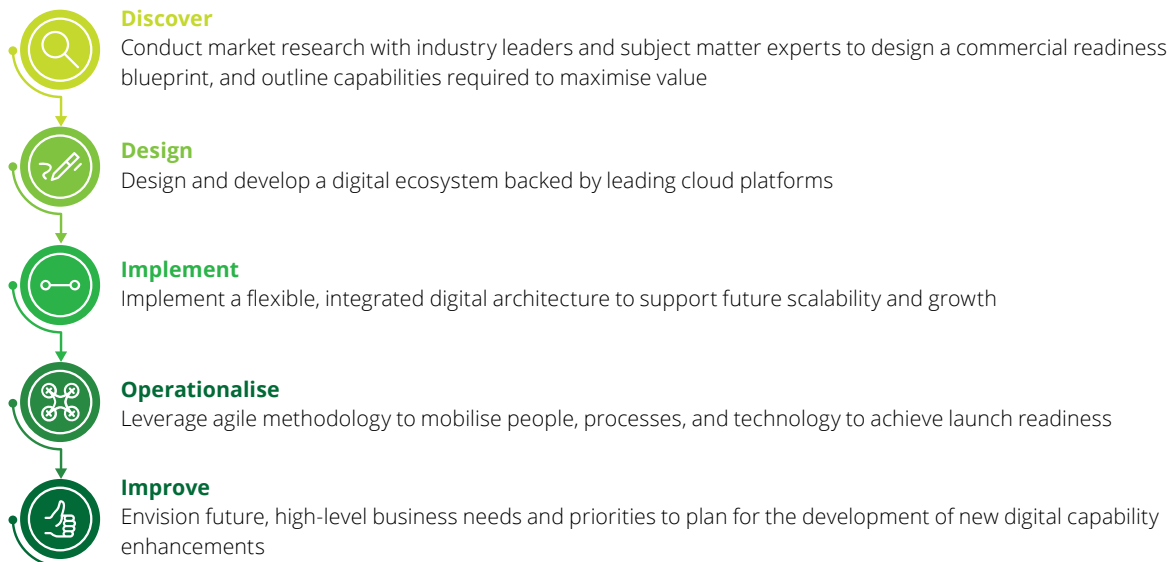 Discover
Conduct market research with industry leaders and subject matter experts to design a commercial readiness
blueprint, and outline capabilities required to maximise value
Design
Design and develop a digital ecosystem backed by leading cloud platforms
Implement
Implement a flexible, integrated digital architecture to support future scalability and growth
Operationalise
Leverage agile methodology to mobilise people, processes, and technology to achieve launch readiness
Improve
Envision future, high-level business needs and priorities to plan for the development of new digital capability
enhancements